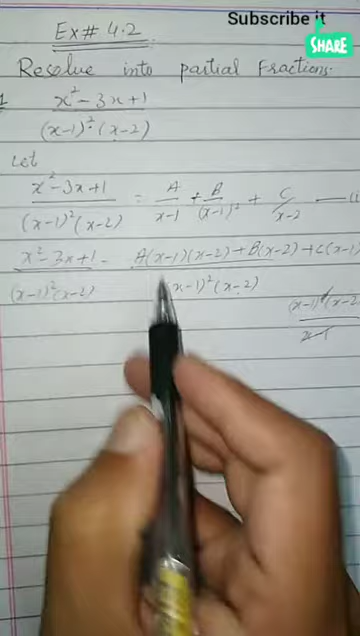 Subscribe it
SHARE
Ex# 4.2
Resolve into partial fractions.
x²-3x+1
(x-1)²(x-2)
Let
x²-3x+1 / (x-1)²(x-2) = A/x-1 + B/(x-1)² + C/x-2
x²-3x+1 / (x-1)²(x-2) = A(x-1)(x-2)+B(x-2)+C(x-1) / (x-1)²(x-2)
(x-1)²(x-2
x-1